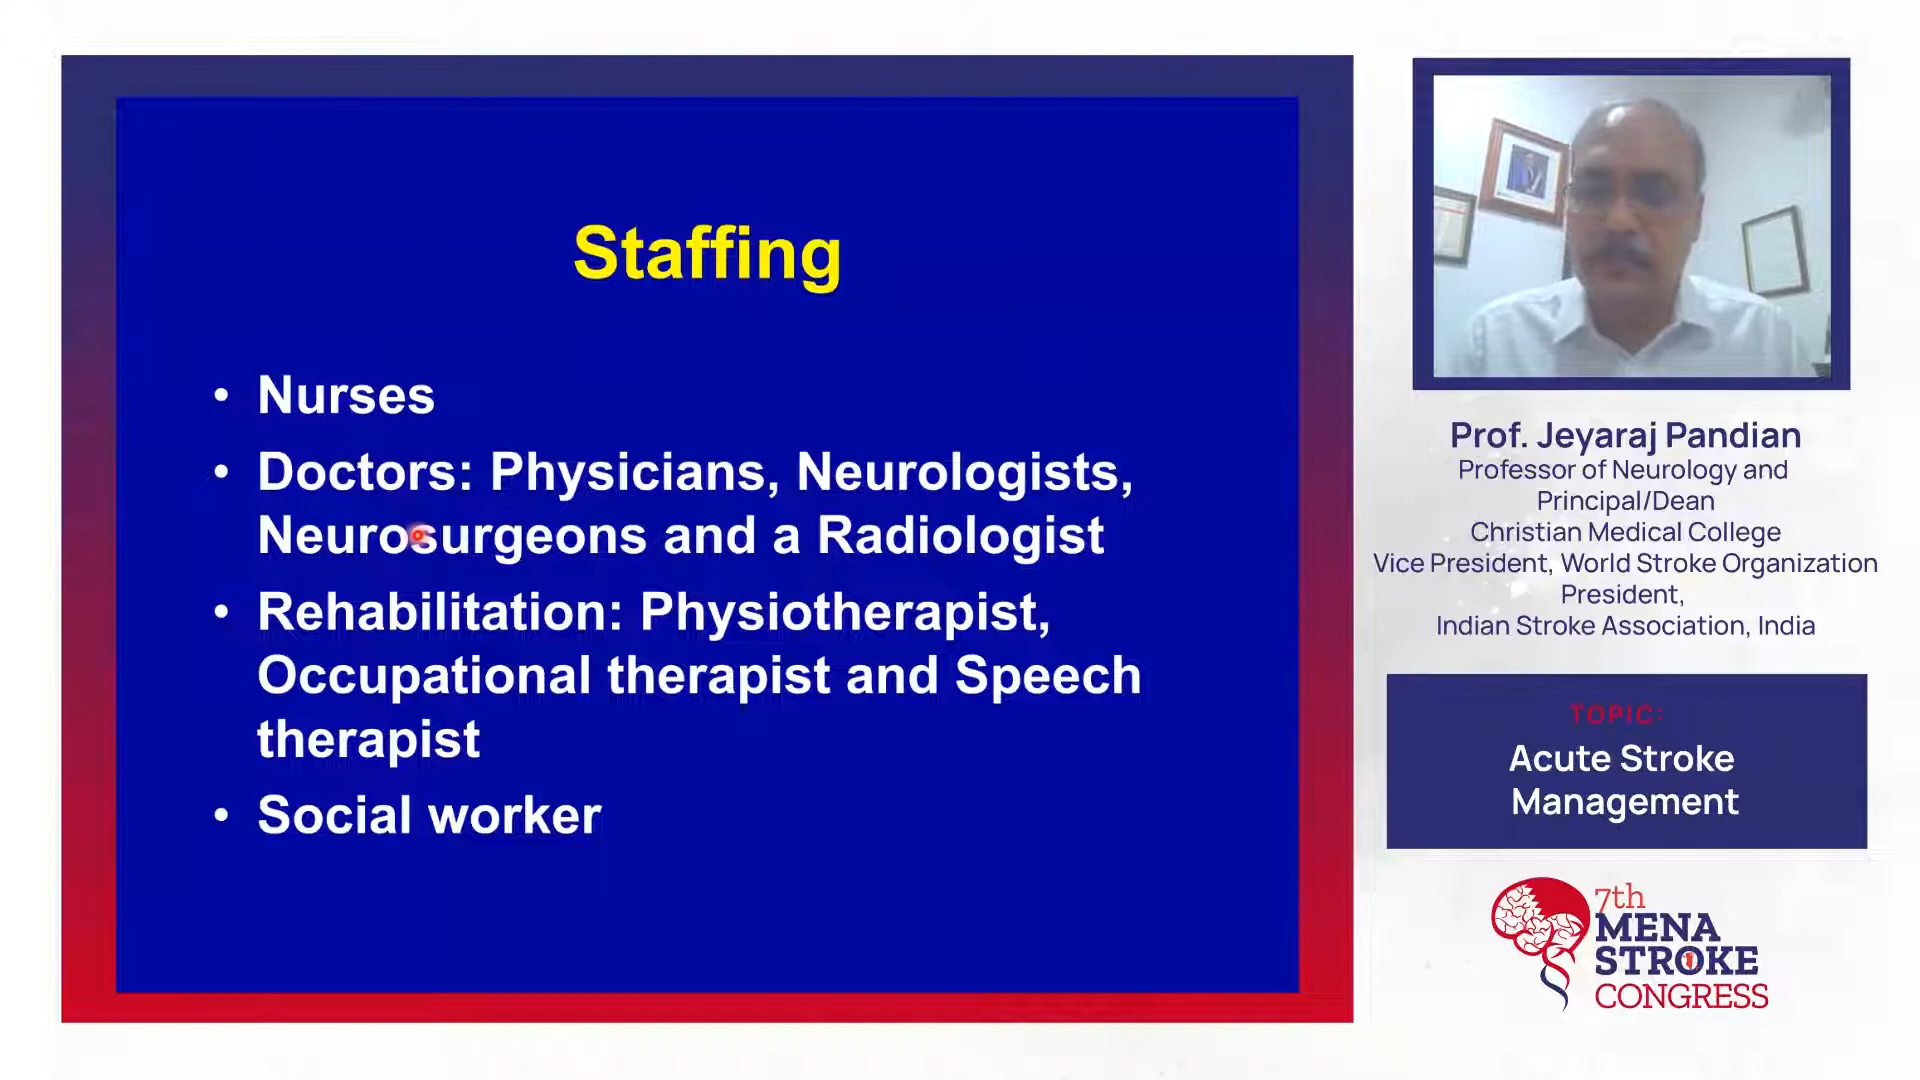 Staffing
• Nurses
• Doctors: Physicians, Neurologists,
Neurosurgeons and a Radiologist
• Rehabilitation: Physiotherapist,
Occupational therapist and Speech
therapist
• Social worker
Prof. Jeyaraj Pandian
Professor of Neurology and
Principal/Dean
Christian Medical College
Vice President, World Stroke Organization
President,
Indian Stroke Association, India
TOPIC:
Acute Stroke
Management
7th
MENA
STROKE
CONGRESS